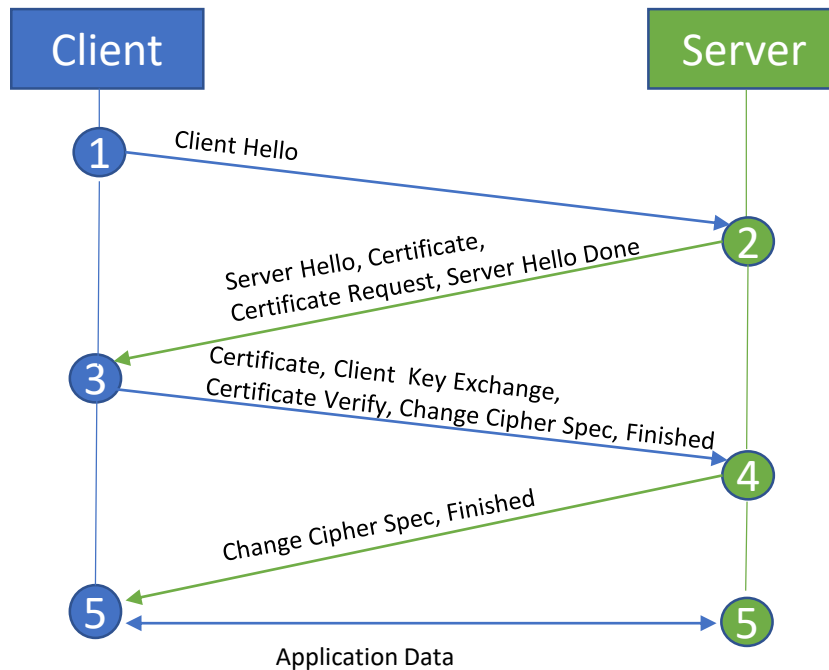 Client
Server
1
Client Hello
2
Server Hello, Certificate,
Certificate Request, Server Hello Done
3
Certificate, Client Key Exchange,
Certificate Verify, Change Cipher Spec, Finished
4
Change Cipher Spec, Finished
5
5
Application Data